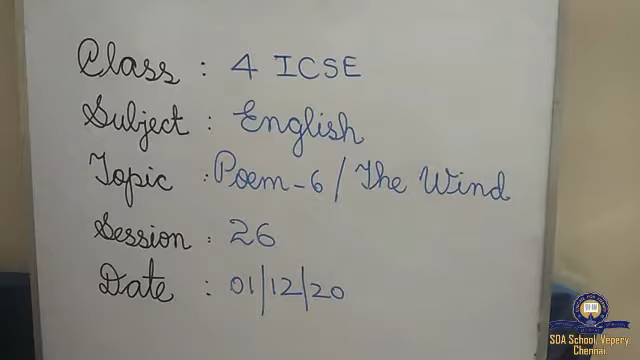 Class : 4 ICSE
Subject : English
Topic : Poem-6 / The Wind
Session : 26
Date : 01/12/20
SDA School, Vepery,
Chennai.